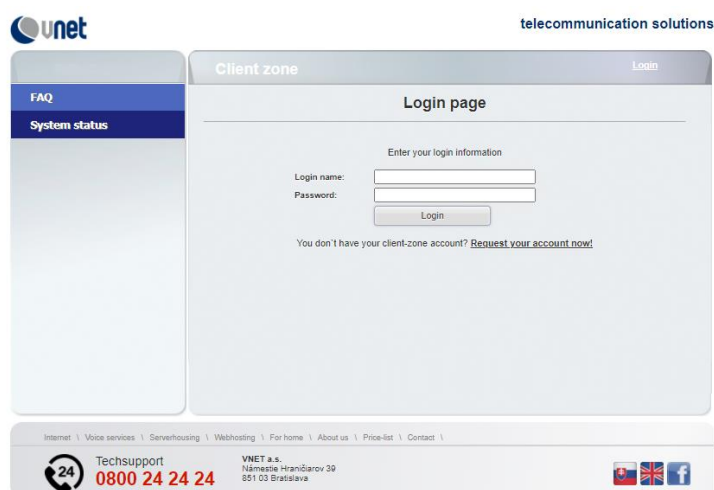 vnet
telecommunication solutions
Client zone
Login
FAQ
System status
Login page
Enter your login information
Login name:
Password:
Login
You don`t have your client-zone account? Request your account now!
Internet \ Voice services \ Serverhousing \ Webhosting \ For home \ About us \ Price-list \ Contact \
24
Techsupport
0800 24 24 24
VNET a.s.
Námestie Hraničiarov 39
851 03 Bratislava
f